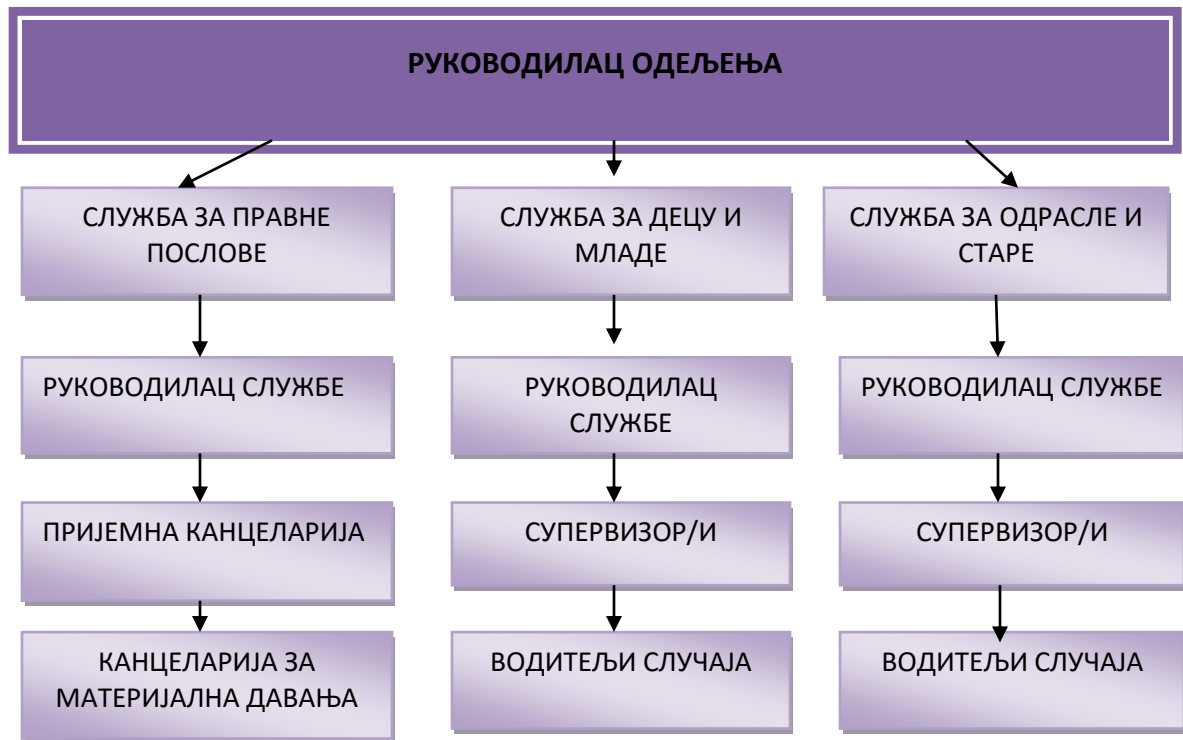 РУКОВОДИЛАЦ ОДЕЉЕЊА
СЛУЖБА ЗА ПРАВНЕ
ПОСЛОВЕ
СЛУЖБА ЗА ДЕЦУ И
МЛАДЕ
СЛУЖБА ЗА ОДРАСЛЕ И
СТАРЕ
РУКОВОДИЛАЦ СЛУЖБЕ
РУКОВОДИЛАЦ
СЛУЖБЕ
РУКОВОДИЛАЦ СЛУЖБЕ
ПРИЈЕМНА КАНЦЕЛАРИЈА
СУПЕРВИЗОР/И
СУПЕРВИЗОР/И
КАНЦЕЛАРИЈА ЗА
МАТЕРИЈАЛНА ДАВАЊА
ВОДИТЕЉИ СЛУЧАЈА
ВОДИТЕЉИ СЛУЧАЈА